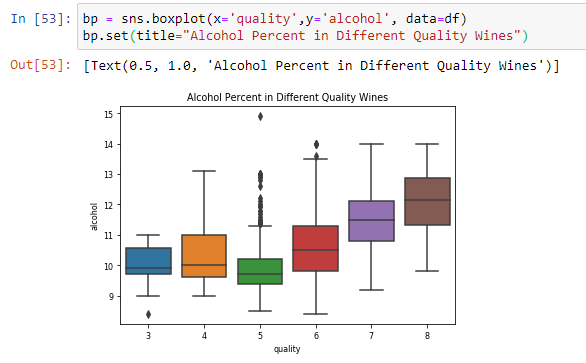 In [53]: bp = sns.boxplot(x='quality',y='alcohol', data=df)
bp.set(title="Alcohol Percent in Different Quality Wines")
Out[53]: [Text(0.5, 1.0, 'Alcohol Percent in Different Quality Wines')]
Alcohol Percent in Different Quality Wines
15
14
13
12
11
10
9
alcohol
3 4 5 6 7 8
quality